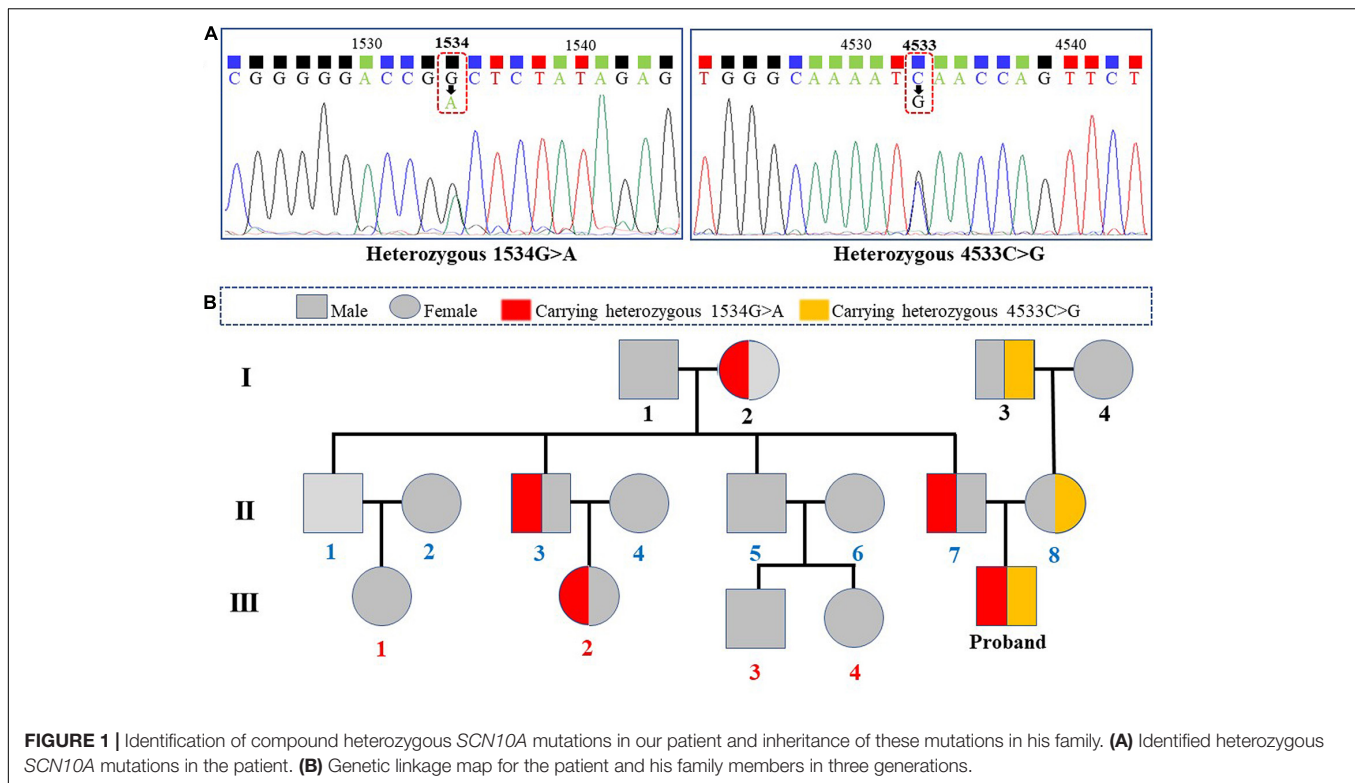 A
1530 1534 1540
C G G G G G A C C G G C T C T A T A G A G
A
Heterozygous 1534G>A
4530 4533 4540
T G G G C A A A A T C A A C C A G T T C T
G
Heterozygous 4533C>G
B
Male Female Carrying heterozygous 1534G>A Carrying heterozygous 4533C>G
I
1 2 3 4
II
1 2 3 4 5 6 7 8
III
Proband
1 2 3 4
FIGURE 1 | Identification of compound heterozygous SCN10A mutations in our patient and inheritance of these mutations in his family. (A) Identified heterozygous
SCN10A mutations in the patient. (B) Genetic linkage map for the patient and his family members in three generations.